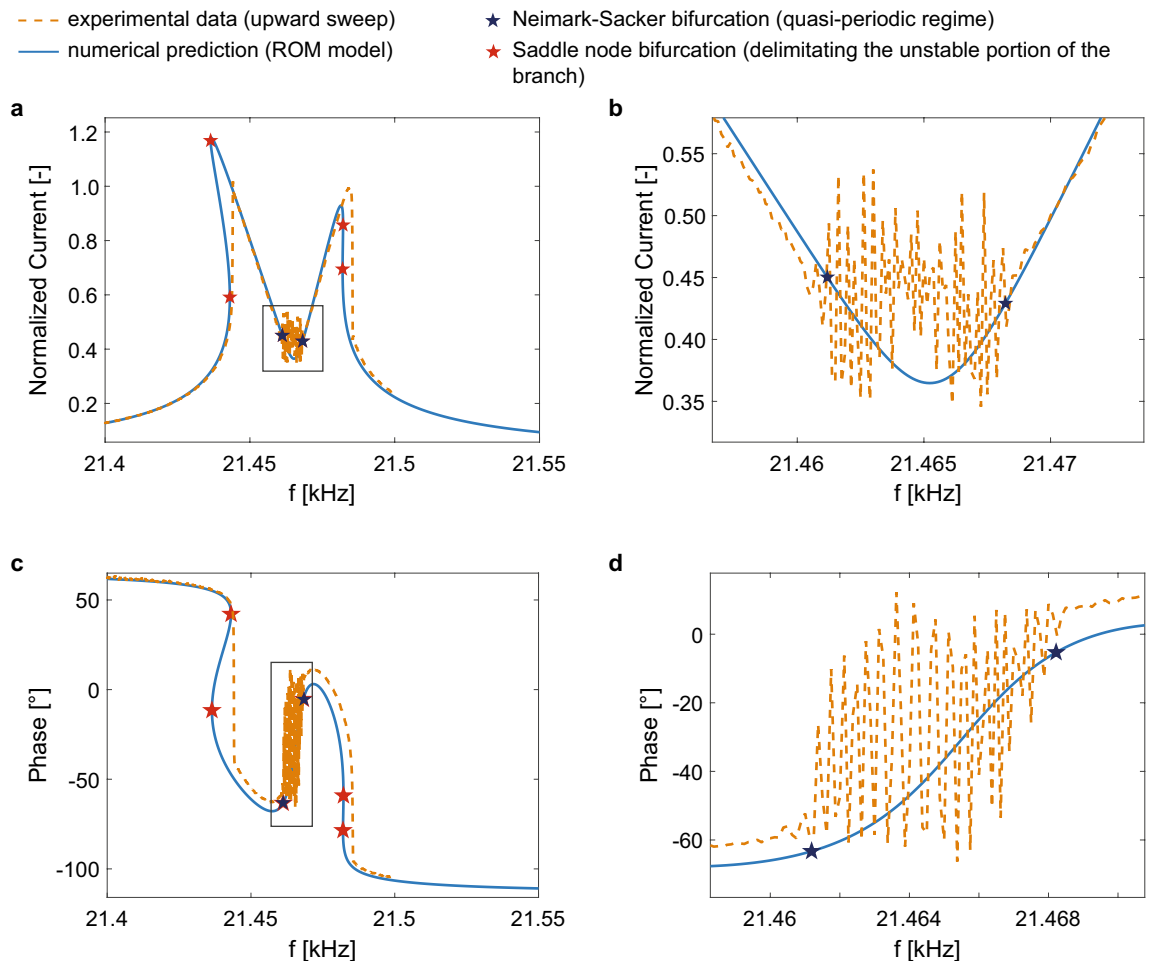 experimental data (upward sweep)
numerical prediction (ROM model)
Neimark-Sacker bifurcation (quasi-periodic regime)
Saddle node bifurcation (delimitating the unstable portion of the
branch)
a
Normalized Current [-]
1.2
1.0
0.8
0.6
0.4
0.2
21.4
21.45
21.5
21.55
f [kHz]
b
Normalized Current [-]
0.55
0.50
0.45
0.40
0.35
21.46
21.465
21.47
f [kHz]
c
Phase [°]
50
0
-50
-100
21.4
21.45
21.5
21.55
f [kHz]
d
Phase [°]
0
-20
-40
-60
21.46
21.464
21.468
f [kHz]